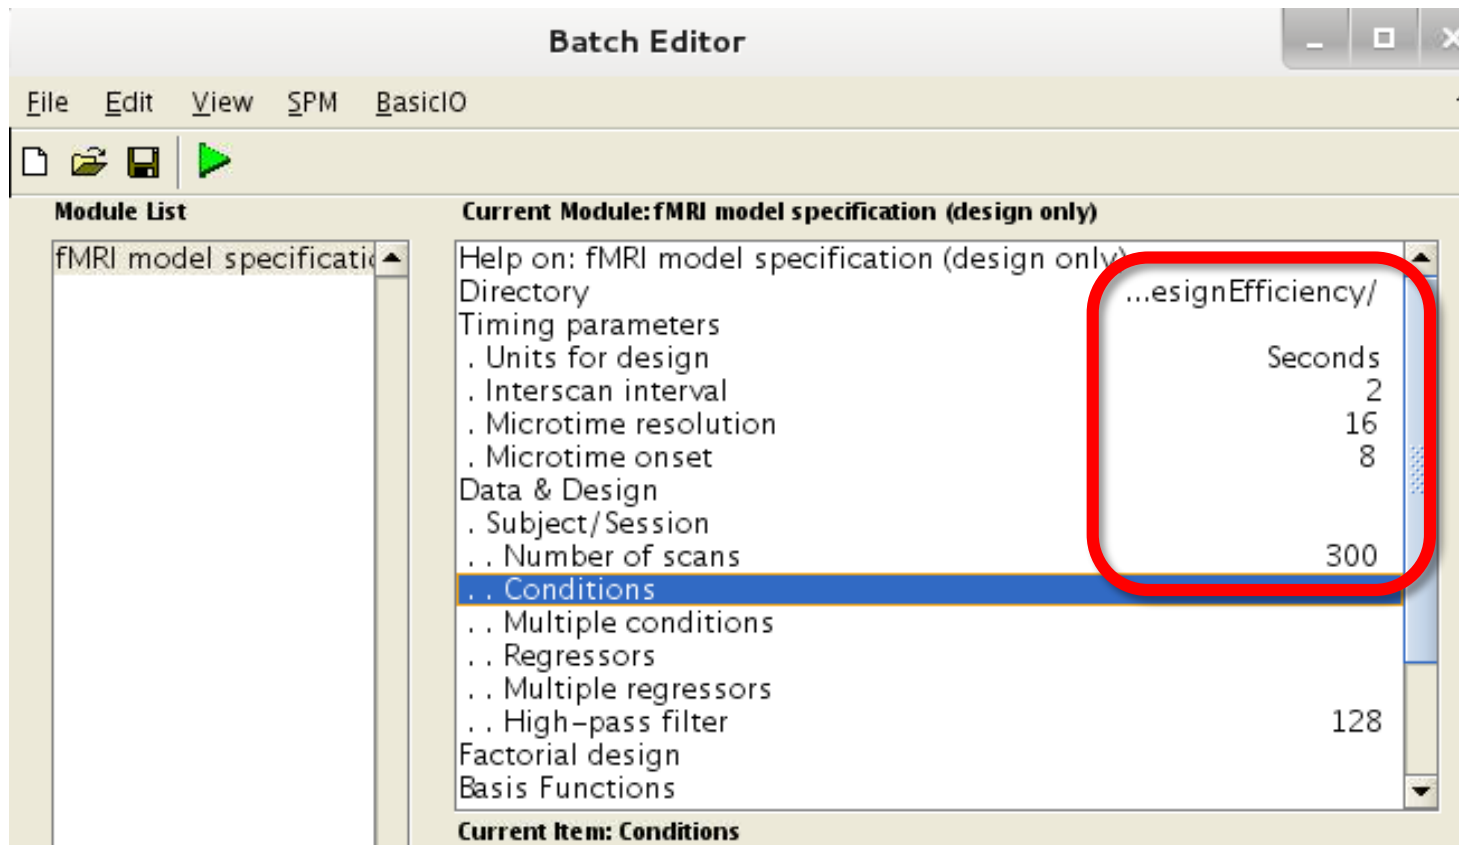 Batch Editor
File Edit View SPM BasicIO
Module List
Current Module: fMRI model specification (design only)
fMRI model specificatio
Help on: fMRI model specification (design only)
Directory ...esignEfficiency/
Timing parameters
. Units for design Seconds
. Interscan interval 2
. Microtime resolution 16
. Microtime onset 8
Data & Design
. Subject/Session
. . Number of scans 300
. . Conditions
. . Multiple conditions
. . Regressors
. . Multiple regressors
. . High-pass filter 128
Factorial design
Basis Functions
Current Item: Conditions